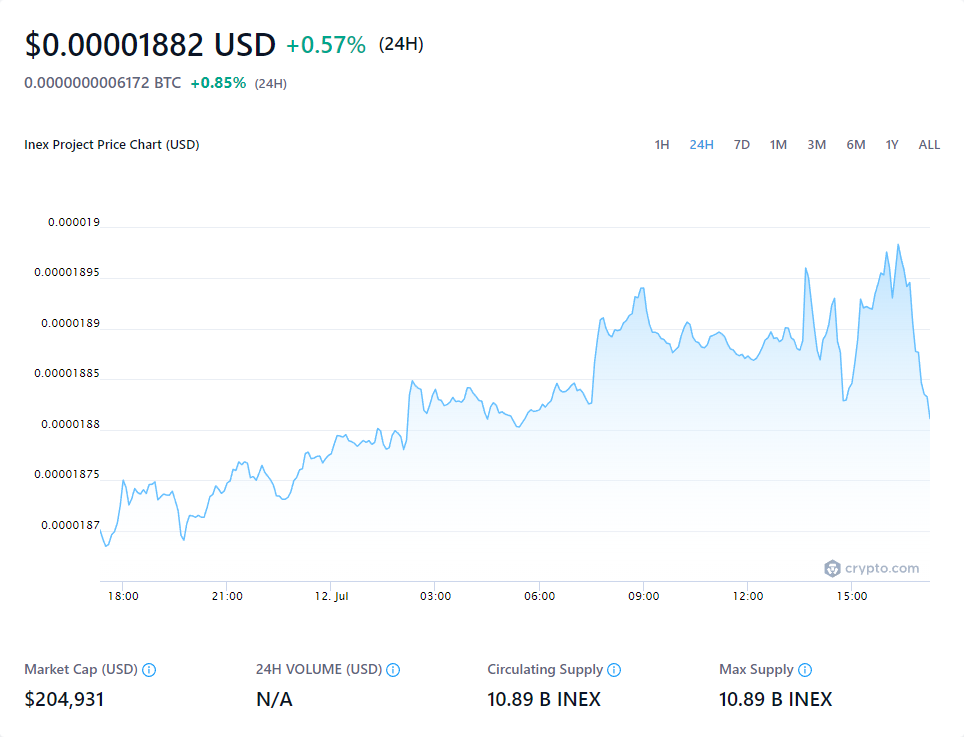 $0.00001882 USD +0.57% (24H)
0.0000000006172 BTC +0.85% (24H)
Inex Project Price Chart (USD)
1H 24H 7D 1M 3M 6M 1Y ALL
0.000019
0.00001895
0.0000189
0.00001885
0.0000188
0.00001875
0.0000187
crypto.com
18:00 21:00 12. Jul 03:00 06:00 09:00 12:00 15:00
Market Cap (USD) 24H VOLUME (USD) Circulating Supply Max Supply
$204,931 N/A 10.89 B INEX 10.89 B INEX